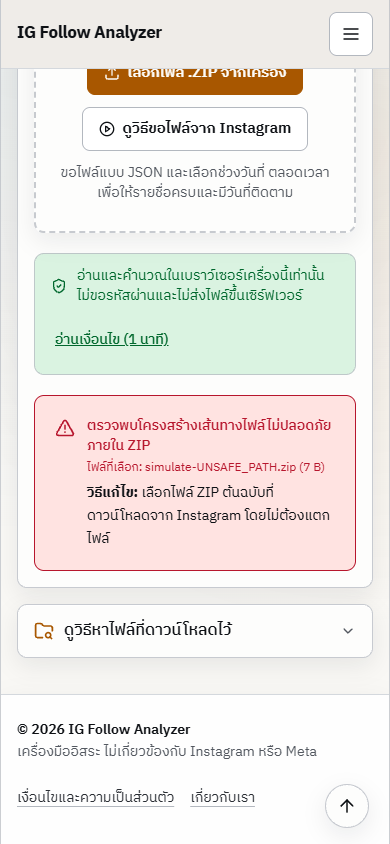 IG Follow Analyzer
เลือกไฟล์ .ZIP จากเครื่อง
ดูวิธีขอไฟล์จาก Instagram
ขอไฟล์แบบ JSON และเลือกช่วงวันที่ ตลอดเวลา
เพื่อให้รายชื่อครบและมีวันที่ติดตาม
อ่านและคำนวณในเบราว์เซอร์เครื่องนี้เท่านั้น
ไม่ขอรหัสผ่านและไม่ส่งไฟล์ขึ้นเซิร์ฟเวอร์
อ่านเงื่อนไข (1 นาที)
ตรวจพบโครงสร้างเส้นทางไฟล์ไม่ปลอดภัย
ภายใน ZIP
ไฟล์ที่เลือก: simulate-UNSAFE_PATH.zip (7 B)
วิธีแก้ไข: เลือกไฟล์ ZIP ต้นฉบับที่
ดาวน์โหลดจาก Instagram โดยไม่ต้องแตก
ไฟล์
ดูวิธีหาไฟล์ที่ดาวน์โหลดไว้
© 2026 IG Follow Analyzer
เครื่องมืออิสระ ไม่เกี่ยวข้องกับ Instagram หรือ Meta
เงื่อนไขและความเป็นส่วนตัว เกี่ยวกับเรา